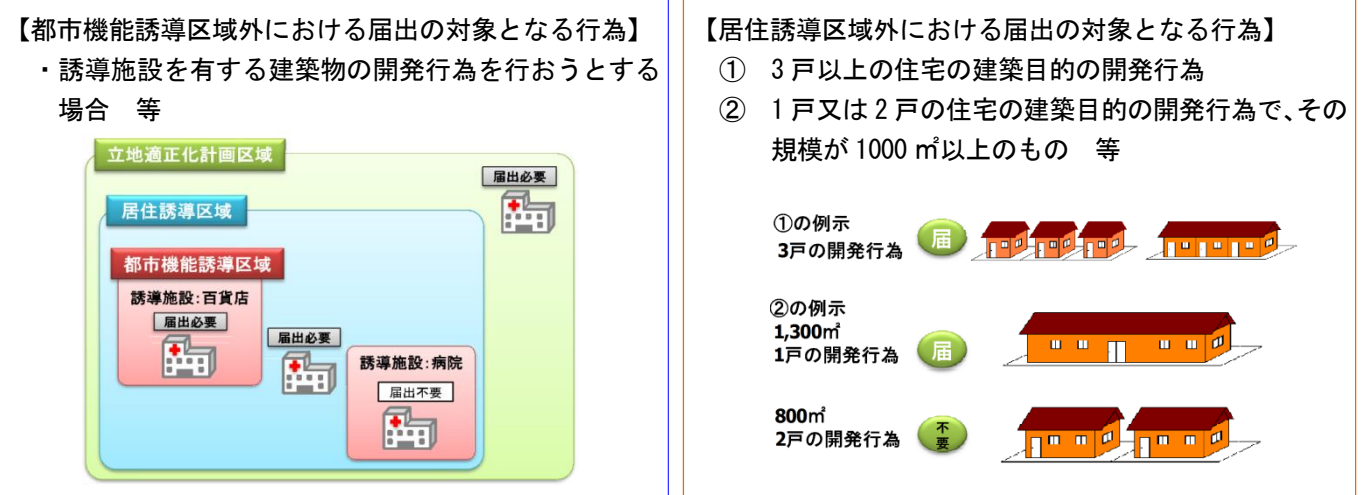 【都市機能誘導区域外における届出の対象となる行為】
・誘導施設を有する建築物の開発行為を行おうとする
場合　等
立地適正化計画区域
届出必要
居住誘導区域
都市機能誘導区域
誘導施設:百貨店
届出必要
届出必要
誘導施設:病院
届出不要
【居住誘導区域外における届出の対象となる行為】
①　3戸以上の住宅の建築目的の開発行為
②　1戸又は2戸の住宅の建築目的の開発行為で、その
規模が1000㎡以上のもの　等
①の例示
3戸の開発行為
届
②の例示
1,300㎡
1戸の開発行為
届
800㎡
2戸の開発行為
不要